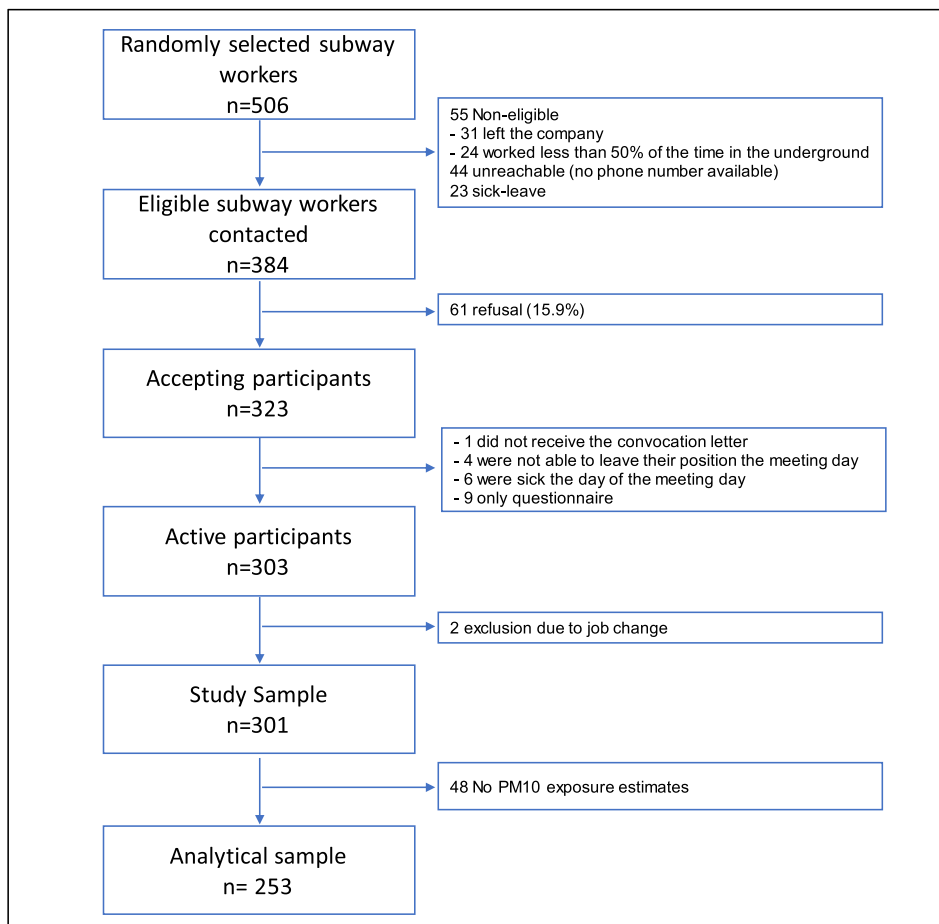 Randomly selected subway
workers
n=506
55 Non-eligible
- 31 left the company
- 24 worked less than 50% of the time in the underground
44 unreachable (no phone number available)
23 sick-leave
Eligible subway workers
contacted
n=384
61 refusal (15.9%)
Accepting participants
n=323
- 1 did not receive the convocation letter
- 4 were not able to leave their position the meeting day
- 6 were sick the day of the meeting day
- 9 only questionnaire
Active participants
n=303
2 exclusion due to job change
Study Sample
n=301
48 No PM10 exposure estimates
Analytical sample
n= 253